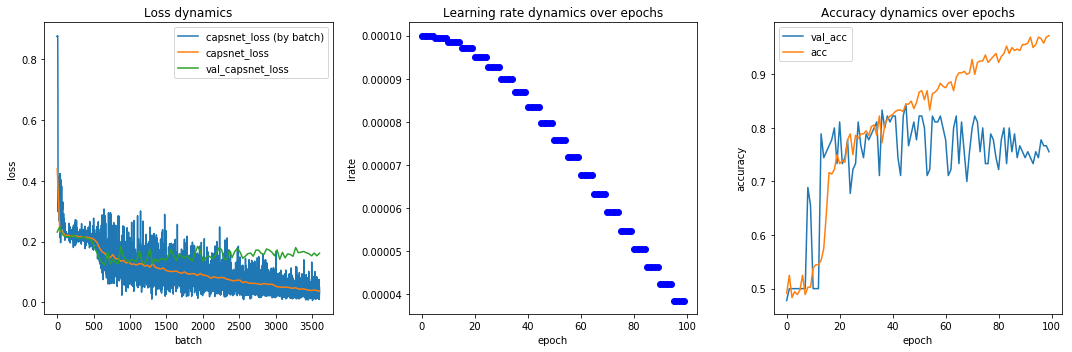 Loss dynamics
capsnet_loss (by batch)
capsnet_loss
val_capsnet_loss
0.8
0.6
0.4
0.2
0.0
loss
0
500
1000
1500
2000
2500
3000
3500
batch
Learning rate dynamics over epochs
0.00010
0.00009
0.00008
0.00007
0.00006
0.00005
0.00004
lrate
0
20
40
60
80
100
epoch
Accuracy dynamics over epochs
val_acc
acc
0.9
0.8
0.7
0.6
0.5
accuracy
0
20
40
60
80
100
epoch